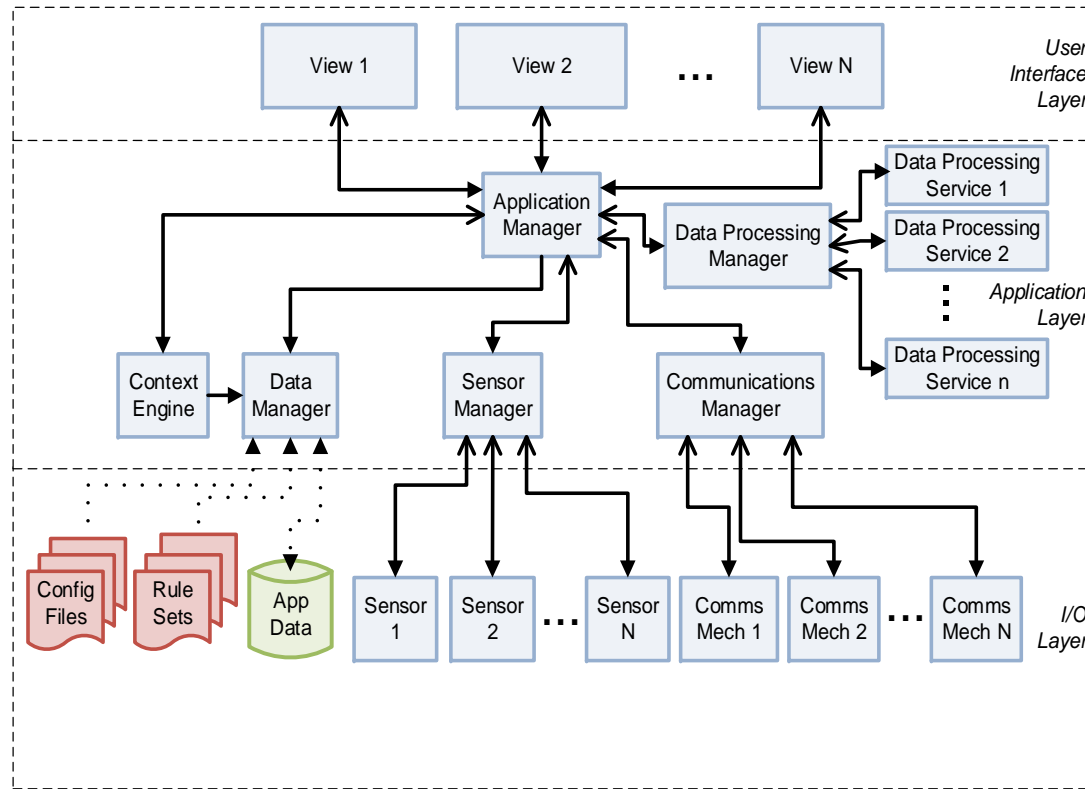 View 1
View 2
...
View N
User
Interface
Layer
Application
Manager
Data Processing
Manager
Data Processing
Service 1
Data Processing
Service 2
Data Processing
Service n
Application
Layer
Context
Engine
Data
Manager
Sensor
Manager
Communications
Manager
Config
Files
Rule
Sets
App
Data
Sensor
1
Sensor
2
...
Sensor
N
Comms
Mech 1
Comms
Mech 2
...
Comms
Mech N
I/O
Layer